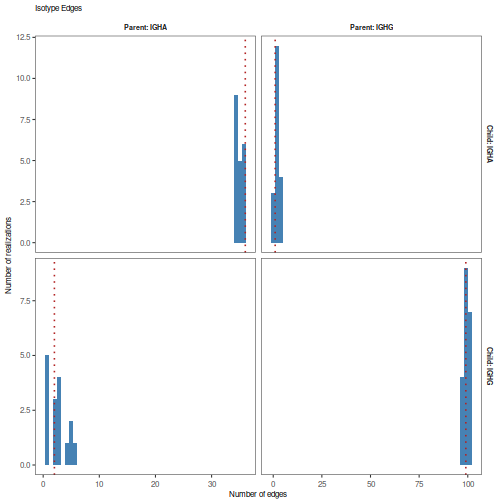 Isotype Edges
Parent: IGHA
Parent: IGHG
12.5
10.0
7.5
5.0
2.5
0.0
Child: IGHA
Number of realizations
7.5
5.0
2.5
0.0
Child: IGHG
0
10
20
30
0
25
50
75
100
Number of edges